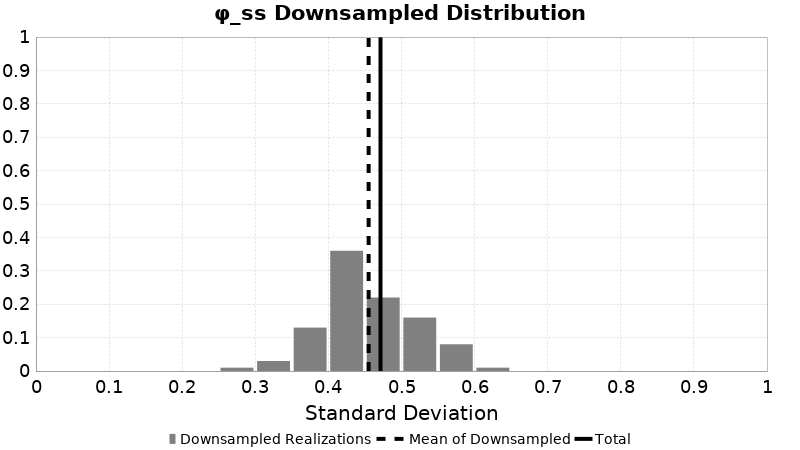 φ_ss Downsampled Distribution
1
0.9
0.8
0.7
0.6
0.5
0.4
0.3
0.2
0.1
0
0 0.1 0.2 0.3 0.4 0.5 0.6 0.7 0.8 0.9 1
Standard Deviation
Downsampled Realizations Mean of Downsampled Total